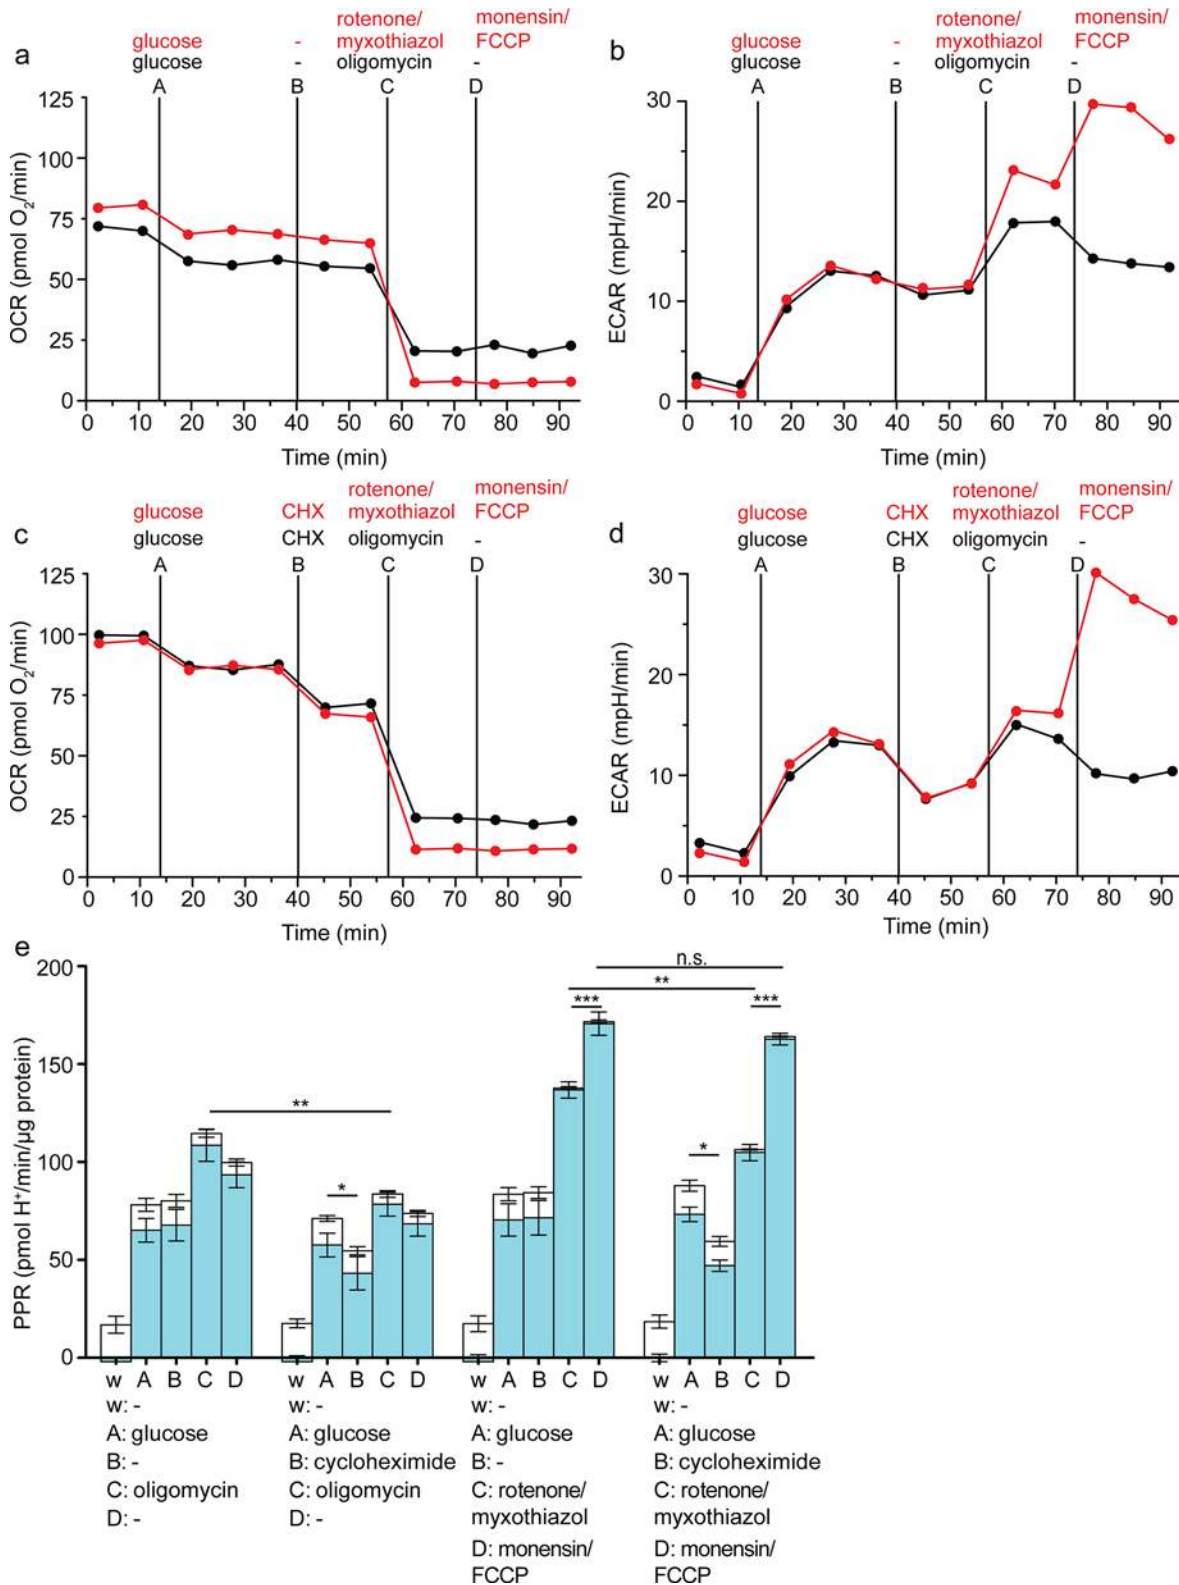 a
glucose
glucose
-
-
rotenone/
myxothiazol
oligomycin
monensin/
FCCP
-
A
B
C
D
OCR (pmol O₂/min)
125
100
75
50
25
0
0 10 20 30 40 50 60 70 80 90
Time (min)
b
glucose
glucose
-
-
rotenone/
myxothiazol
oligomycin
monensin/
FCCP
-
A
B
C
D
ECAR (mpH/min)
30
20
10
0
0 10 20 30 40 50 60 70 80 90
Time (min)
c
glucose
glucose
CHX
CHX
rotenone/
myxothiazol
oligomycin
monensin/
FCCP
-
A
B
C
D
OCR (pmol O₂/min)
125
100
75
50
25
0
0 10 20 30 40 50 60 70 80 90
Time (min)
d
glucose
glucose
CHX
CHX
rotenone/
myxothiazol
oligomycin
monensin/
FCCP
-
A
B
C
D
ECAR (mpH/min)
30
20
10
0
0 10 20 30 40 50 60 70 80 90
Time (min)
e
PPR (pmol H⁺/min/µg protein)
200
150
100
50
0
**
*
n.s.
**
***
***
*
w A B C D
w: -
A: glucose
B: -
C: oligomycin
D: -
w A B C D
w: -
A: glucose
B: cycloheximide
C: oligomycin
D: -
w A B C D
w: -
A: glucose
B: -
C: rotenone/
myxothiazol
D: monensin/
FCCP
w A B C D
w: -
A: glucose
B: cycloheximide
C: rotenone/
myxothiazol
D: monensin/
FCCP